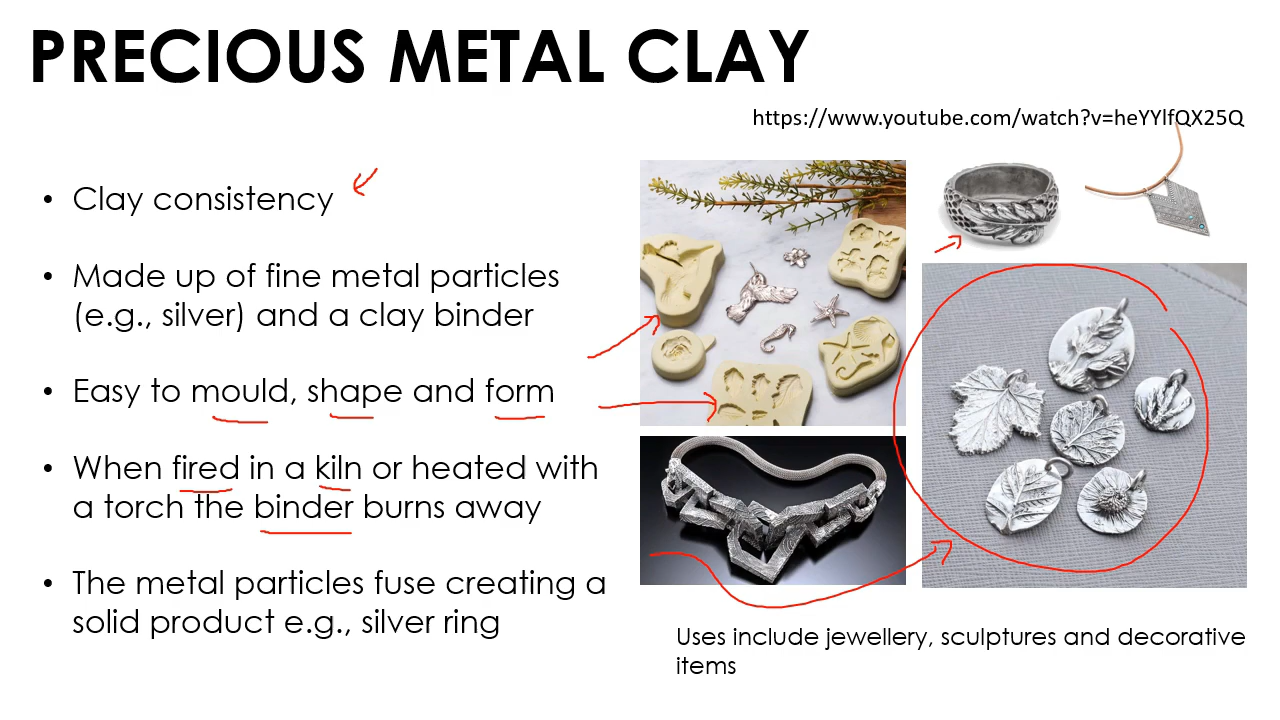 PRECIOUS METAL CLAY
https://www.youtube.com/watch?v=heYYlfQX25Q
• Clay consistency
• Made up of fine metal particles
(e.g., silver) and a clay binder
• Easy to mould, shape and form
• When fired in a kiln or heated with
a torch the binder burns away
• The metal particles fuse creating a
solid product e.g., silver ring
Uses include jewellery, sculptures and decorative
items